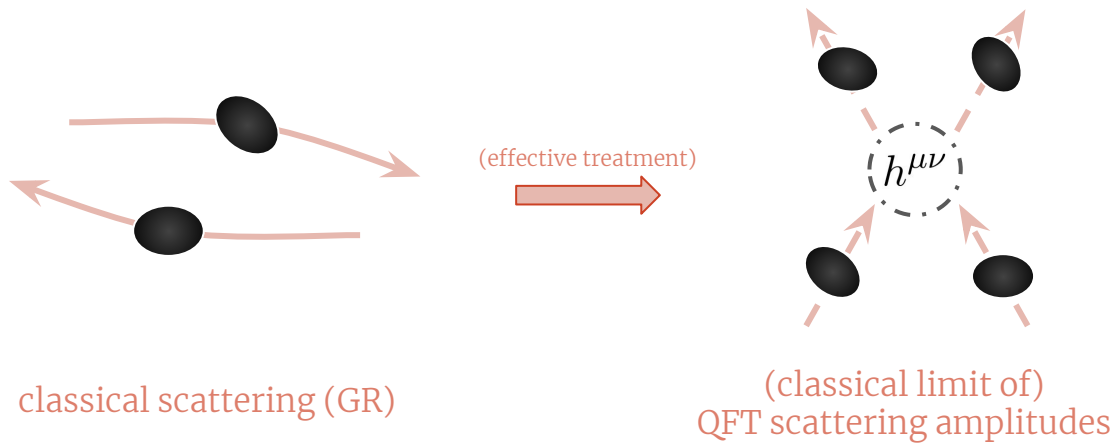 (effective treatment)
h^{μν}
classical scattering (GR)
(classical limit of)
QFT scattering amplitudes